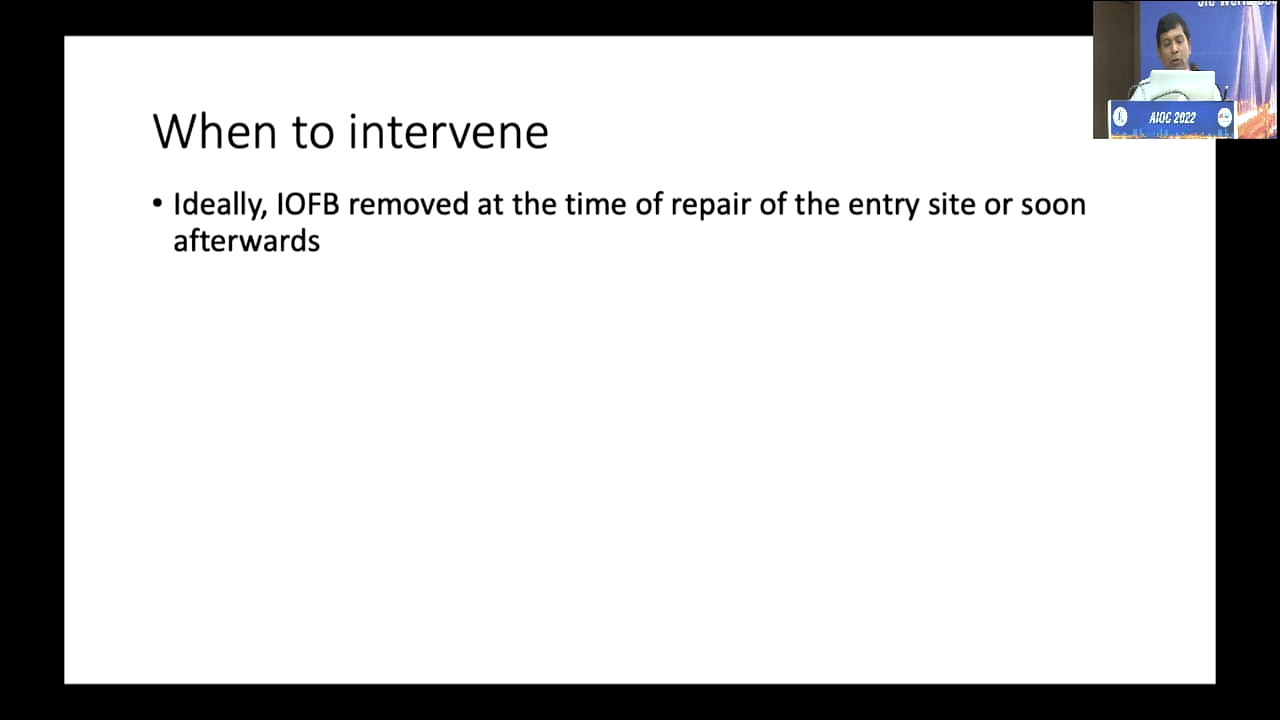 When to intervene
• Ideally, IOFB removed at the time of repair of the entry site or soon
afterwards
AIOC 2022